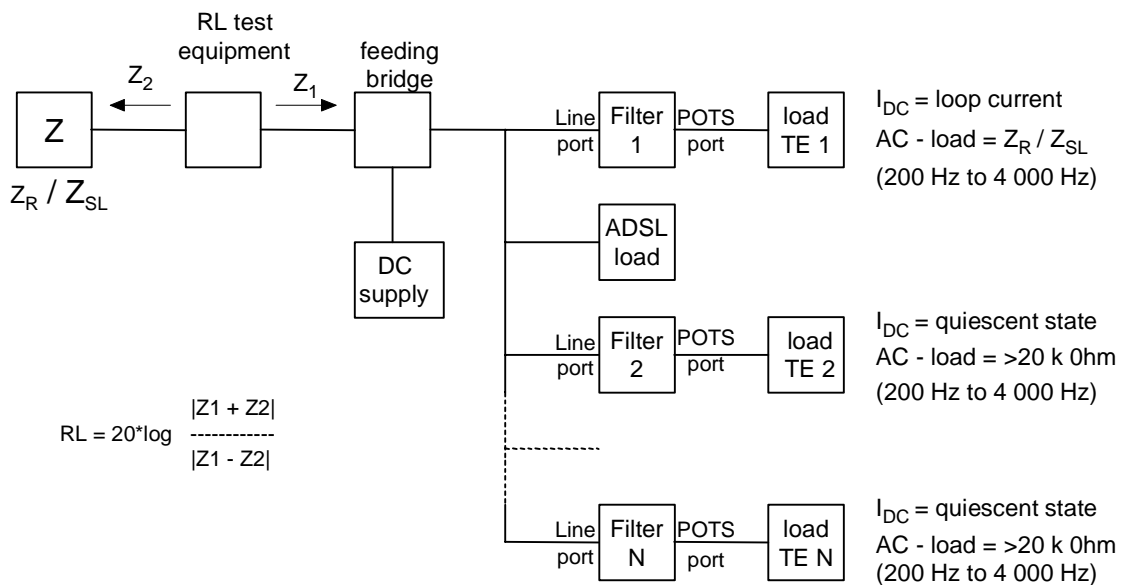 RL test
equipment
feeding
bridge
Z2
Z1
Z
ZR / ZSL
DC
supply
Line
port
Filter
1
POTS
port
load
TE 1
IDC = loop current
AC - load = ZR / ZSL
(200 Hz to 4 000 Hz)
ADSL
load
Line
port
Filter
2
POTS
port
load
TE 2
IDC = quiescent state
AC - load = >20 k 0hm
(200 Hz to 4 000 Hz)
RL = 20*log
|Z1 + Z2|
------------
|Z1 - Z2|
Line
port
Filter
N
POTS
port
load
TE N
IDC = quiescent state
AC - load = >20 k 0hm
(200 Hz to 4 000 Hz)